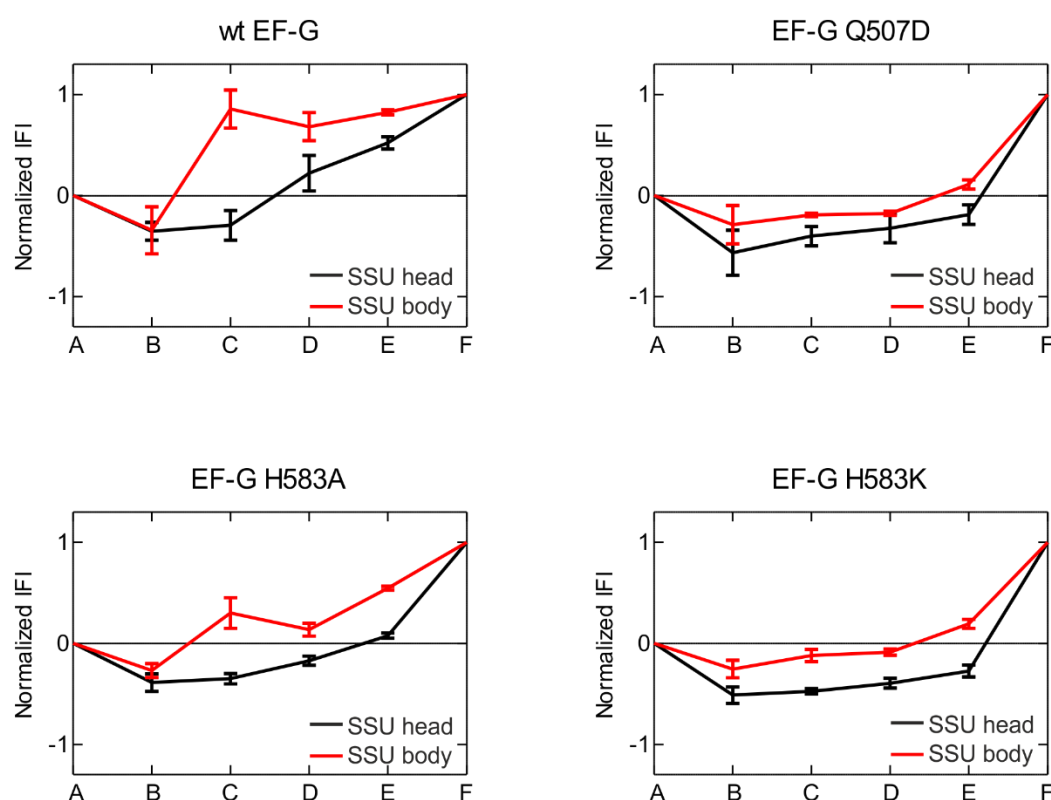 wt EF-G
Normalized IFI
1
0
-1
SSU head
SSU body
A B C D E F
EF-G Q507D
Normalized IFI
1
0
-1
SSU head
SSU body
A B C D E F
EF-G H583A
Normalized IFI
1
0
-1
SSU head
SSU body
A B C D E F
EF-G H583K
Normalized IFI
1
0
-1
SSU head
SSU body
A B C D E F